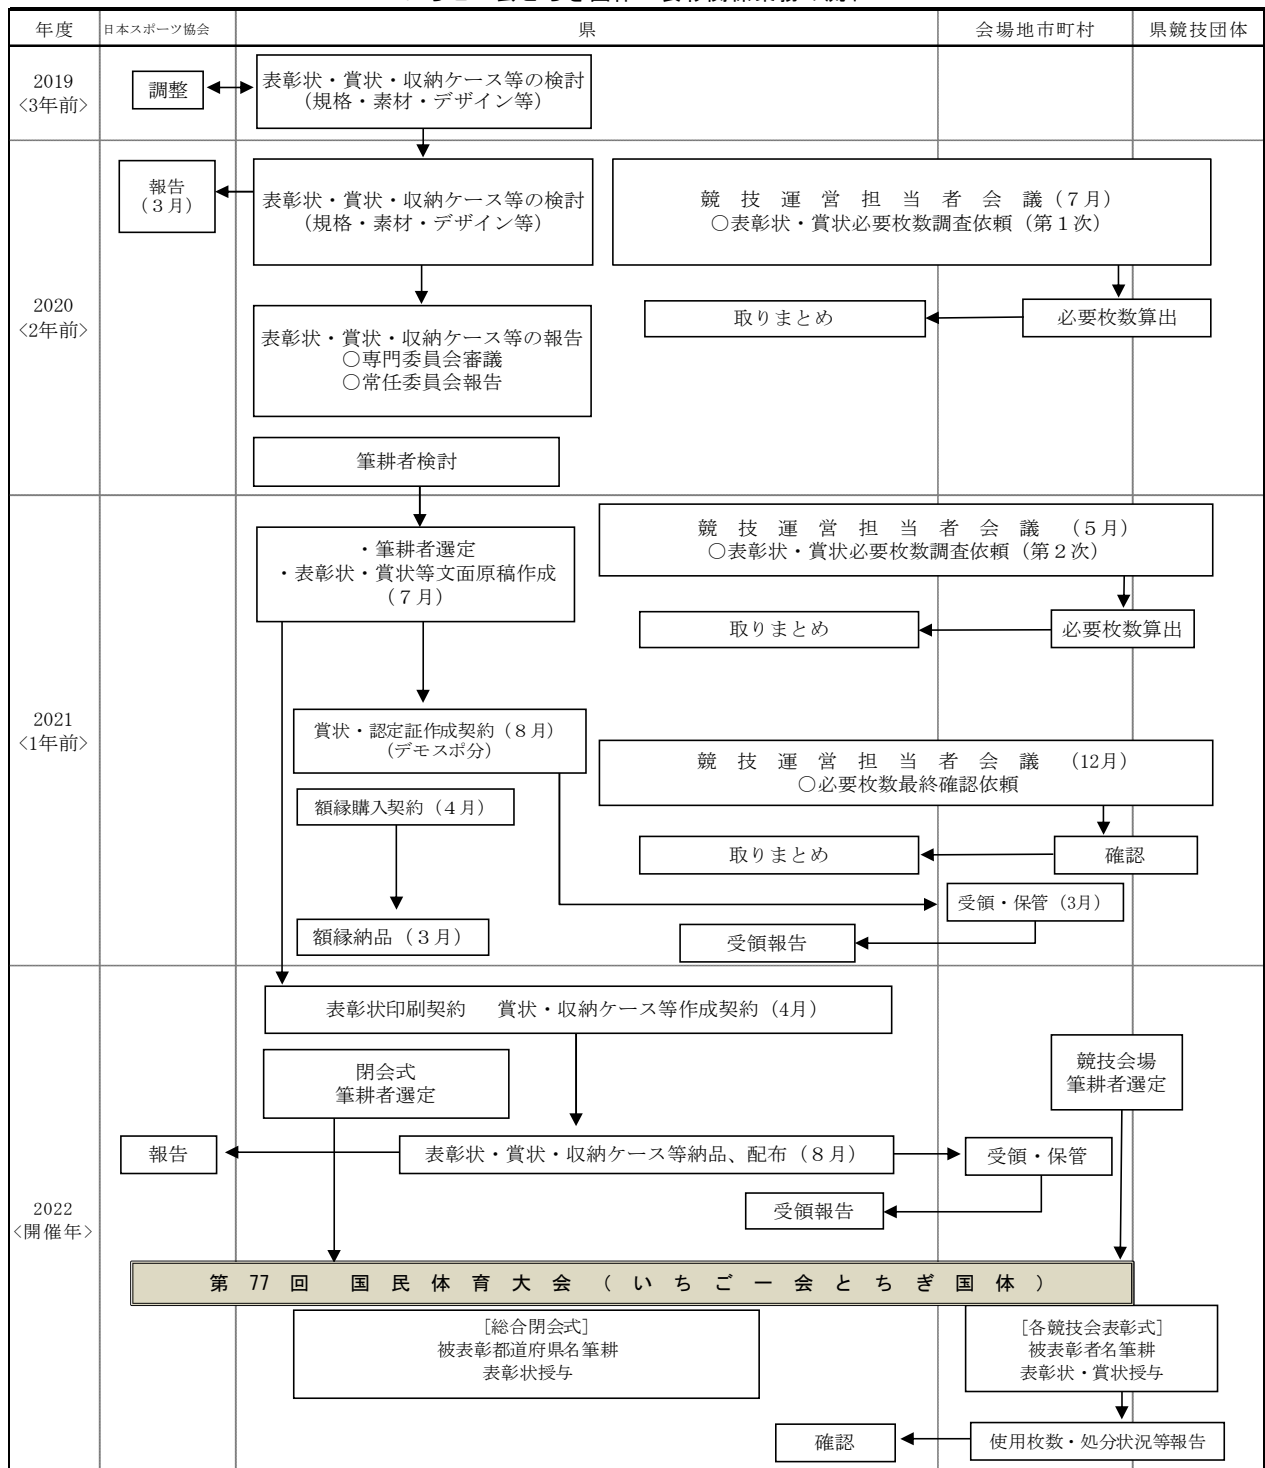 年度 日本スポーツ協会 県 会場地市町村 県競技団体
2019
<3年前>
調整
表彰状・賞状・収納ケース等の検討
(規格・素材・デザイン等)
2020
<2年前>
報告
(３月)
表彰状・賞状・収納ケース等の検討
(規格・素材・デザイン等)
競技運営担当者会議(７月)
○表彰状・賞状必要枚数調査依頼(第１次)
取りまとめ
必要枚数算出
表彰状・賞状・収納ケース等の報告
○専門委員会審議
○常任委員会報告
筆耕者検討
2021
<1年前>
・筆耕者選定
・表彰状・賞状等文面原稿作成
(７月)
競技運営担当者会議 (５月)
○表彰状・賞状必要枚数調査依頼(第２次)
取りまとめ
必要枚数算出
賞状・認定証作成契約(８月)
(デモスポ分)
競技運営担当者会議 (12月)
○必要枚数最終確認依頼
額縁購入契約(４月)
取りまとめ
確認
受領・保管(3月)
額縁納品(３月)
受領報告
2022
<開催年>
表彰状印刷契約 賞状・収納ケース等作成契約(4月)
閉会式
筆耕者選定
競技会場
筆耕者選定
報告
表彰状・賞状・収納ケース等納品、配布(８月)
受領・保管
受領報告
第 77 回 国民体育大会(いちご一会とちぎ国体)
[総合閉会式]
被表彰都道府県名筆耕
表彰状授与
[各競技会表彰式]
被表彰者名筆耕
表彰状・賞状授与
確認
使用枚数・処分状況等報告